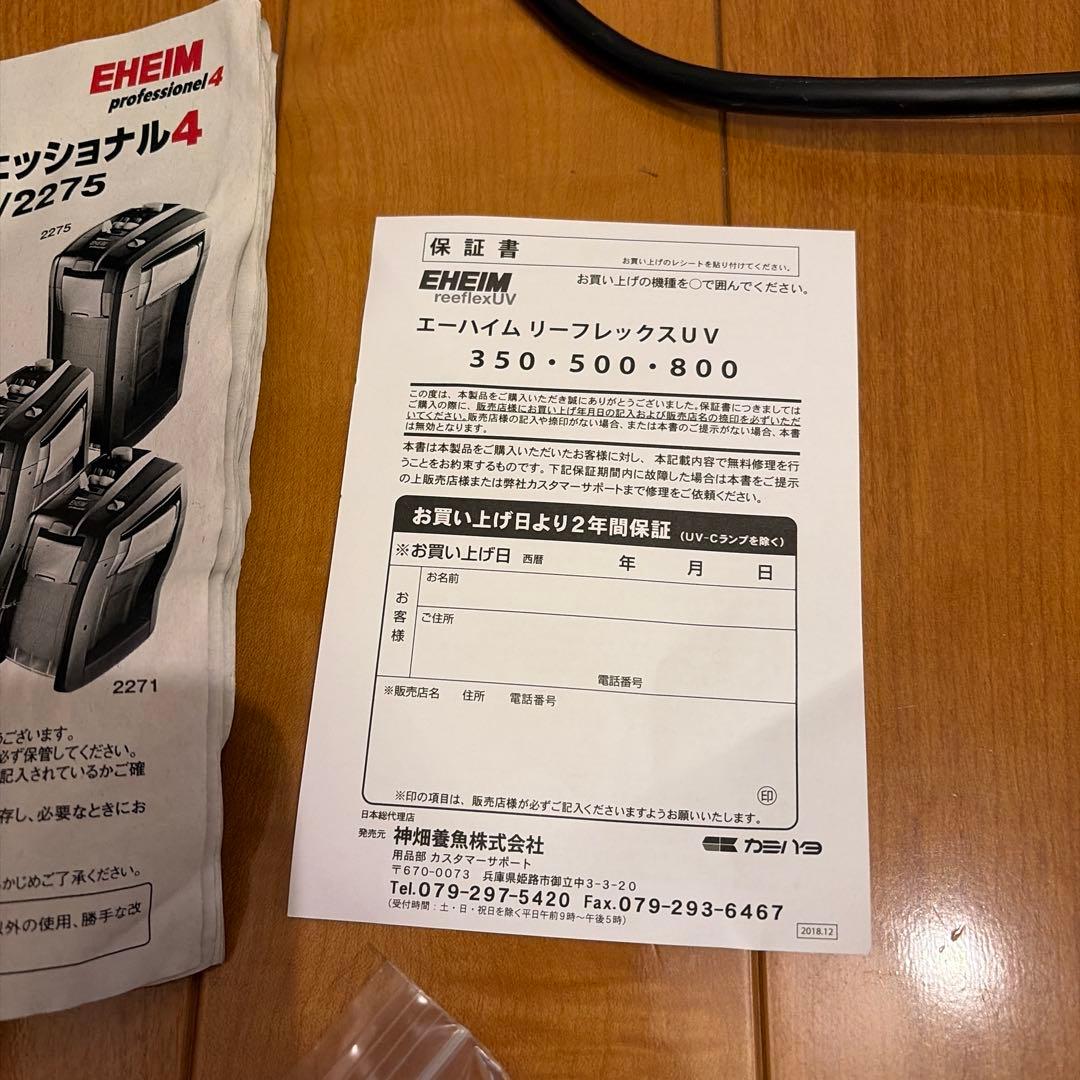 EHEIM
professionel 4
ェッショナル4
/2275
2275
2271
うございます。
必ず保管してください。
記入されているかご確
存し、必要なときにお
らかじめご了承ください。
以外の使用、勝手な改
保証書
お買い上げのレシートを貼り付けてください。
EHEIM
reeflexUV
お買い上げの機種を○で囲んでください。
エーハイム リーフレックスUV
350・500・800
この度は、本製品をご購入いただき誠にありがとうございました。保証書につきましては
ご購入の際に、販売店様にお買い上げ年月日の記入および販売店名の捺印を必ずいただ
いてください。販売店様の記入や捺印がない場合、または本書のご提示がない場合、本書
は無効となります。
本書は本製品をご購入いただいたお客様に対し、本記載内容で無料修理を行
うことをお約束するものです。下記保証期間内に故障した場合は本書をご提示
の上販売店様または弊社カスタマーサポートまで修理をご依頼ください。
お買い上げ日より2年間保証 (UV-Cランプを除く)
※お買い上げ日 西暦 年 月 日
お客様
お名前
ご住所
電話番号
※販売店名 住所 電話番号
印
※印の項目は、販売店様が必ずご記入くださいますようお願いいたします。
日本総代理店
発売元 神畑養魚株式会社
カミハタ
用品部 カスタマーサポート
〒670-0073 兵庫県姫路市御立中3-3-20
Tel.079-297-5420 Fax.079-293-6467
(受付時間:土・日・祝日を除く平日午前9時〜午後5時)
2018.12